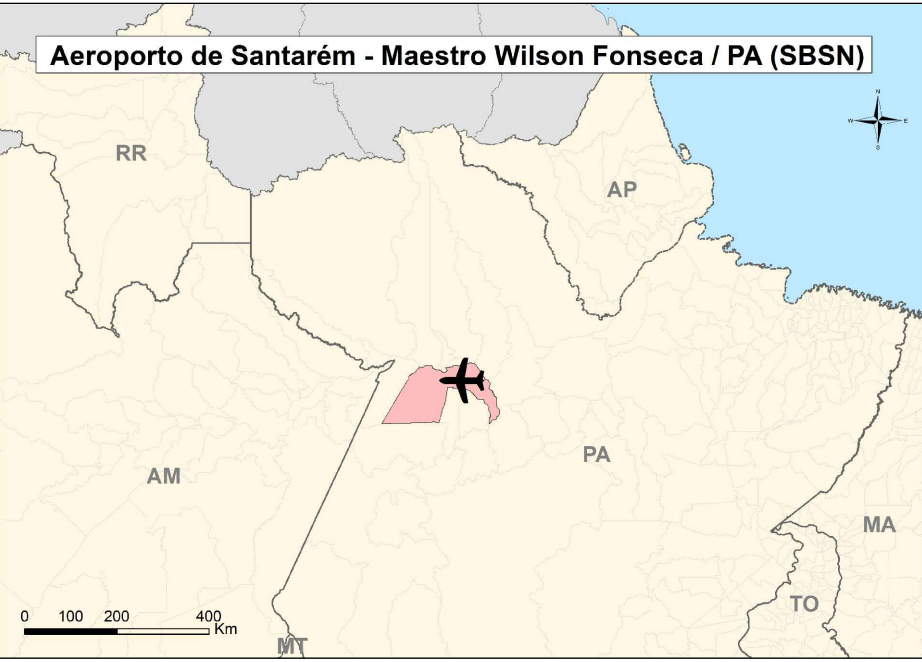 Aeroporto de Santarém - Maestro Wilson Fonseca / PA (SBSN)
N
W E
S
RR
AP
AM
PA
MA
TO
MT
0 100 200 400
Km